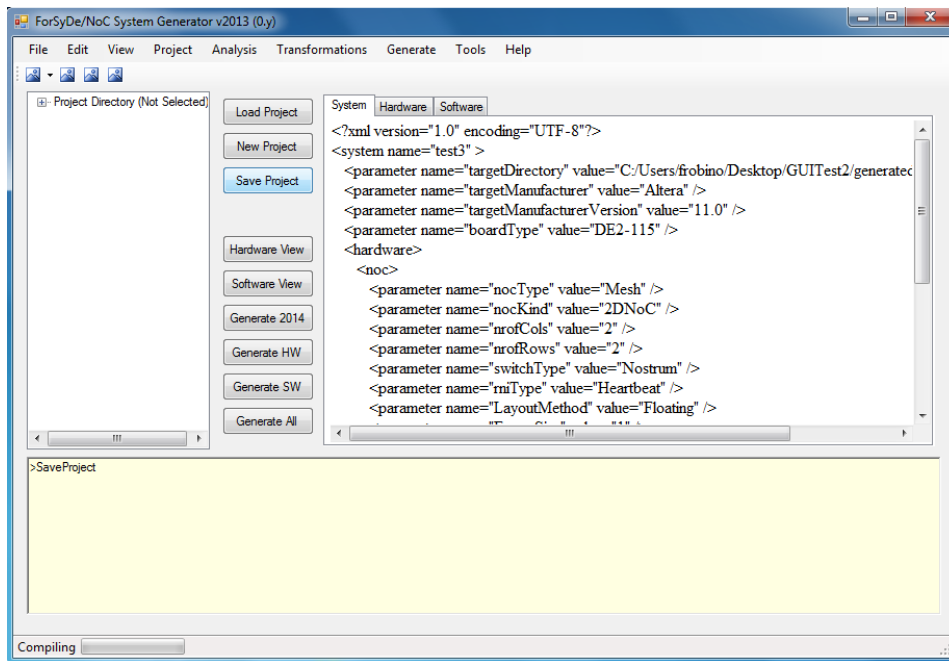 ForSyDe/NoC System Generator v2013 (0.y)
File Edit View Project Analysis Transformations Generate Tools Help
Project Directory (Not Selected)
Load Project
New Project
Save Project
Hardware View
Software View
Generate 2014
Generate HW
Generate SW
Generate All
System Hardware Software
<?xml version="1.0" encoding="UTF-8"?>
<system name="test3" >
<parameter name="targetDirectory" value="C:/Users/frobino/Desktop/GUITest2/generated
<parameter name="targetManufacturer" value="Altera" />
<parameter name="targetManufacturerVersion" value="11.0" />
<parameter name="boardType" value="DE2-115" />
<hardware>
<noc>
<parameter name="nocType" value="Mesh" />
<parameter name="nocKind" value="2DNoC" />
<parameter name="nrofCols" value="2" />
<parameter name="nrofRows" value="2" />
<parameter name="switchType" value="Nostrum" />
<parameter name="rniType" value="Heartbeat" />
<parameter name="LayoutMethod" value="Floating" />
>SaveProject
Compiling